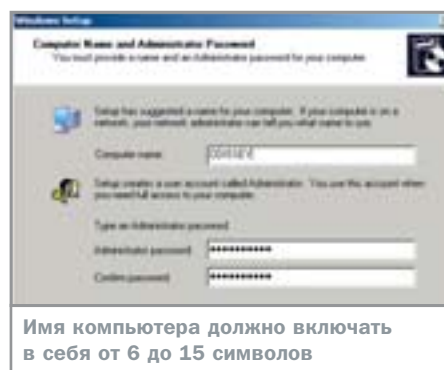 Windows Setup
Computer Name and Administrator Password
You must provide a name and an Administrator password for your computer.
Setup has suggested a name for your computer. If your computer is on a
network, your network administrator can tell you what name to use.
Computer name:
Setup creates a user account called Administrator. You use this account when
you need full access to your computer.
Type an Administrator password.
Administrator password:
Confirm password:
Имя компьютера должно включать
в себя от 6 до 15 символов